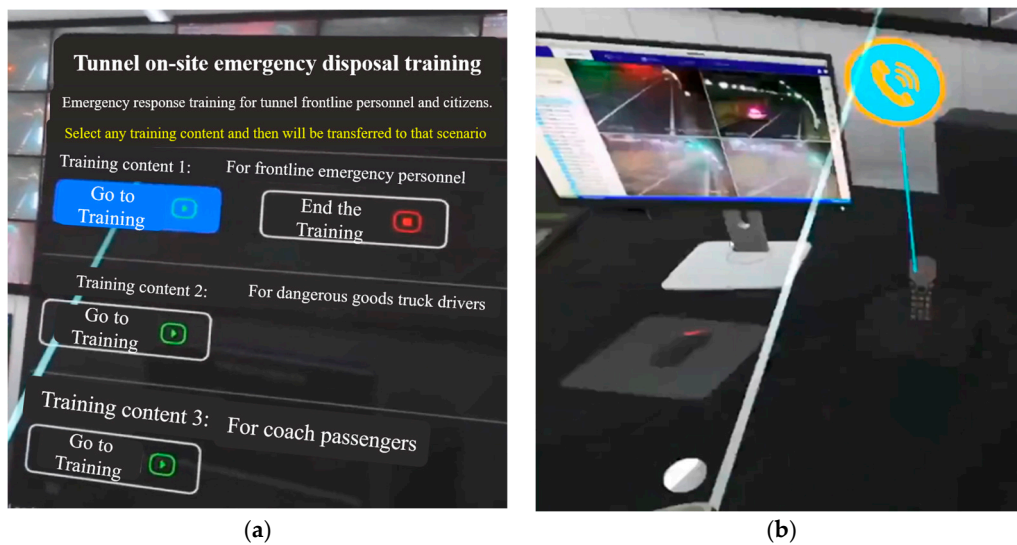 Tunnel on-site emergency disposal training
Emergency response training for tunnel frontline personnel and citizens.
Select any training content and then will be transferred to that scenario
Training content 1: For frontline emergency personnel
Go to
Training
End the
Training
Training content 2: For dangerous goods truck drivers
Go to
Training
Training content 3: For coach passengers
Go to
Training
(a)
(b)